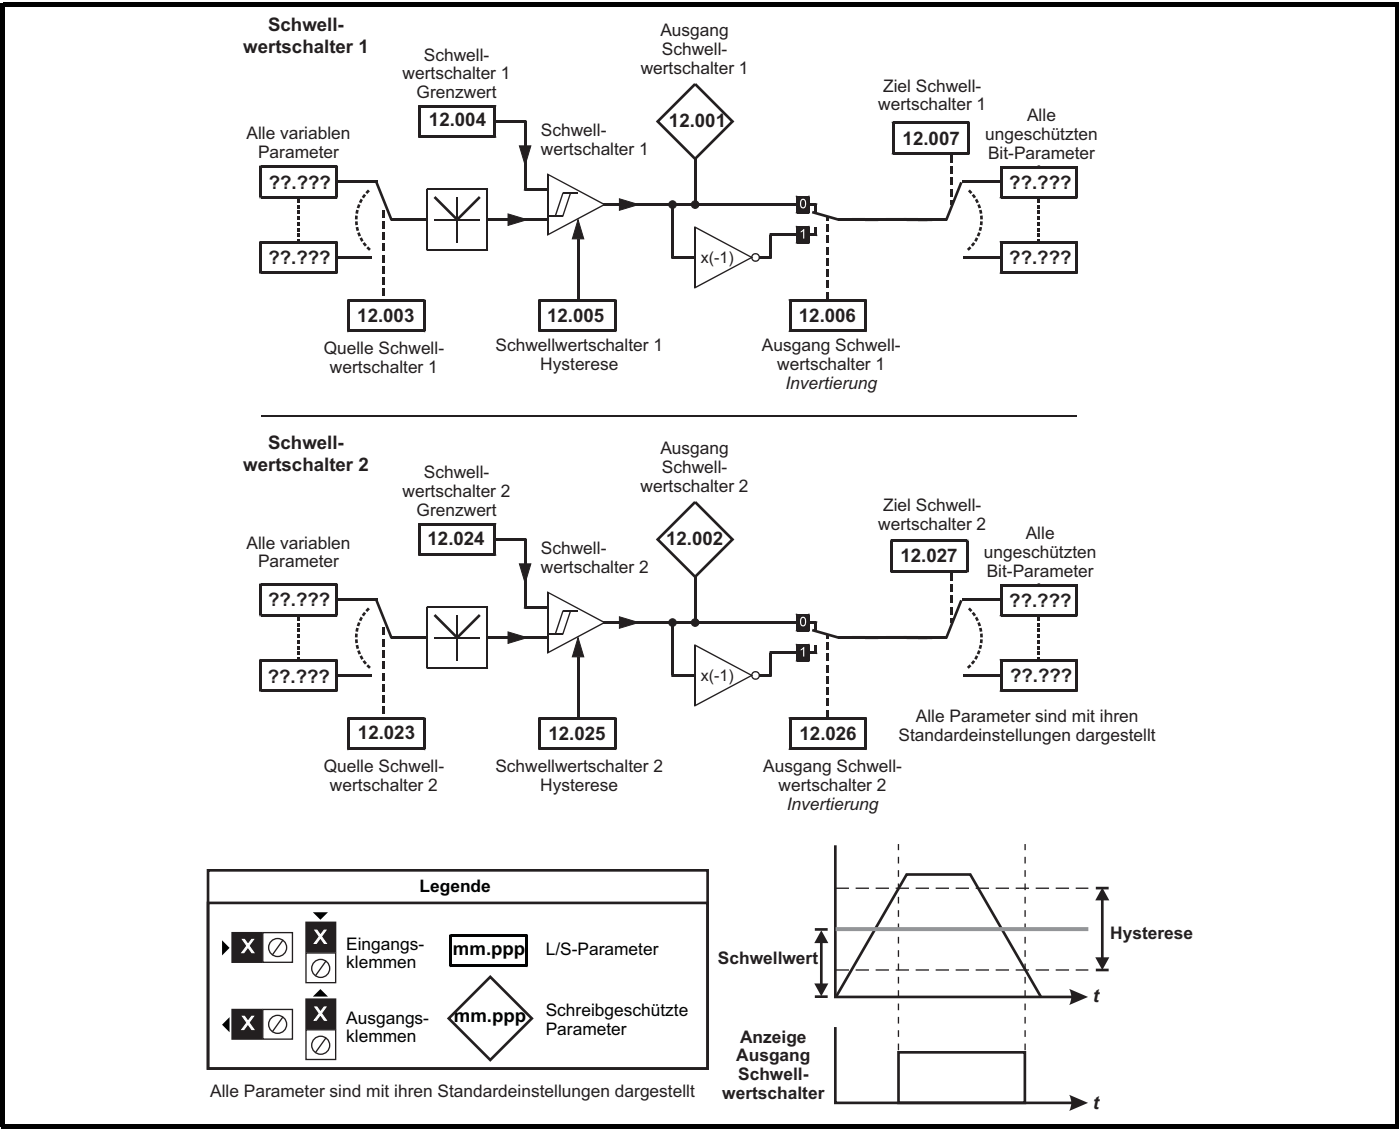 Schwell-
wertschalter 1
Schwell-
wertschalter 1
Grenzwert
12.004
Ausgang
Schwell-
wertschalter 1
12.001
Ziel Schwell-
wertschalter 1
12.007
Alle variablen
Parameter
??.???
??.???
Schwell-
wertschalter 1
Alle
ungeschützten
Bit-Parameter
??.???
??.???
0
1
x(-1)
12.003
Quelle Schwell-
wertschalter 1
12.005
Schwellwertschalter 1
Hysterese
12.006
Ausgang Schwell-
wertschalter 1
Invertierung
Schwell-
wertschalter 2
Schwell-
wertschalter 2
Grenzwert
12.024
Ausgang
Schwell-
wertschalter 2
12.002
Ziel Schwell-
wertschalter 2
12.027
Alle variablen
Parameter
??.???
??.???
Schwell-
wertschalter 2
Alle
ungeschützten
Bit-Parameter
??.???
??.???
0
1
x(-1)
12.023
Quelle Schwell-
wertschalter 2
12.025
Schwellwertschalter 2
Hysterese
12.026
Ausgang Schwell-
wertschalter 2
Invertierung
Alle Parameter sind mit ihren
Standardeinstellungen dargestellt
Legende
X
X
Eingangs-
klemmen
mm.ppp
L/S-Parameter
X
X
Ausgangs-
klemmen
mm.ppp
Schreibgeschützte
Parameter
Alle Parameter sind mit ihren Standardeinstellungen dargestellt
Schwellwert
Hysterese
t
Anzeige
Ausgang
Schwell-
wertschalter
t